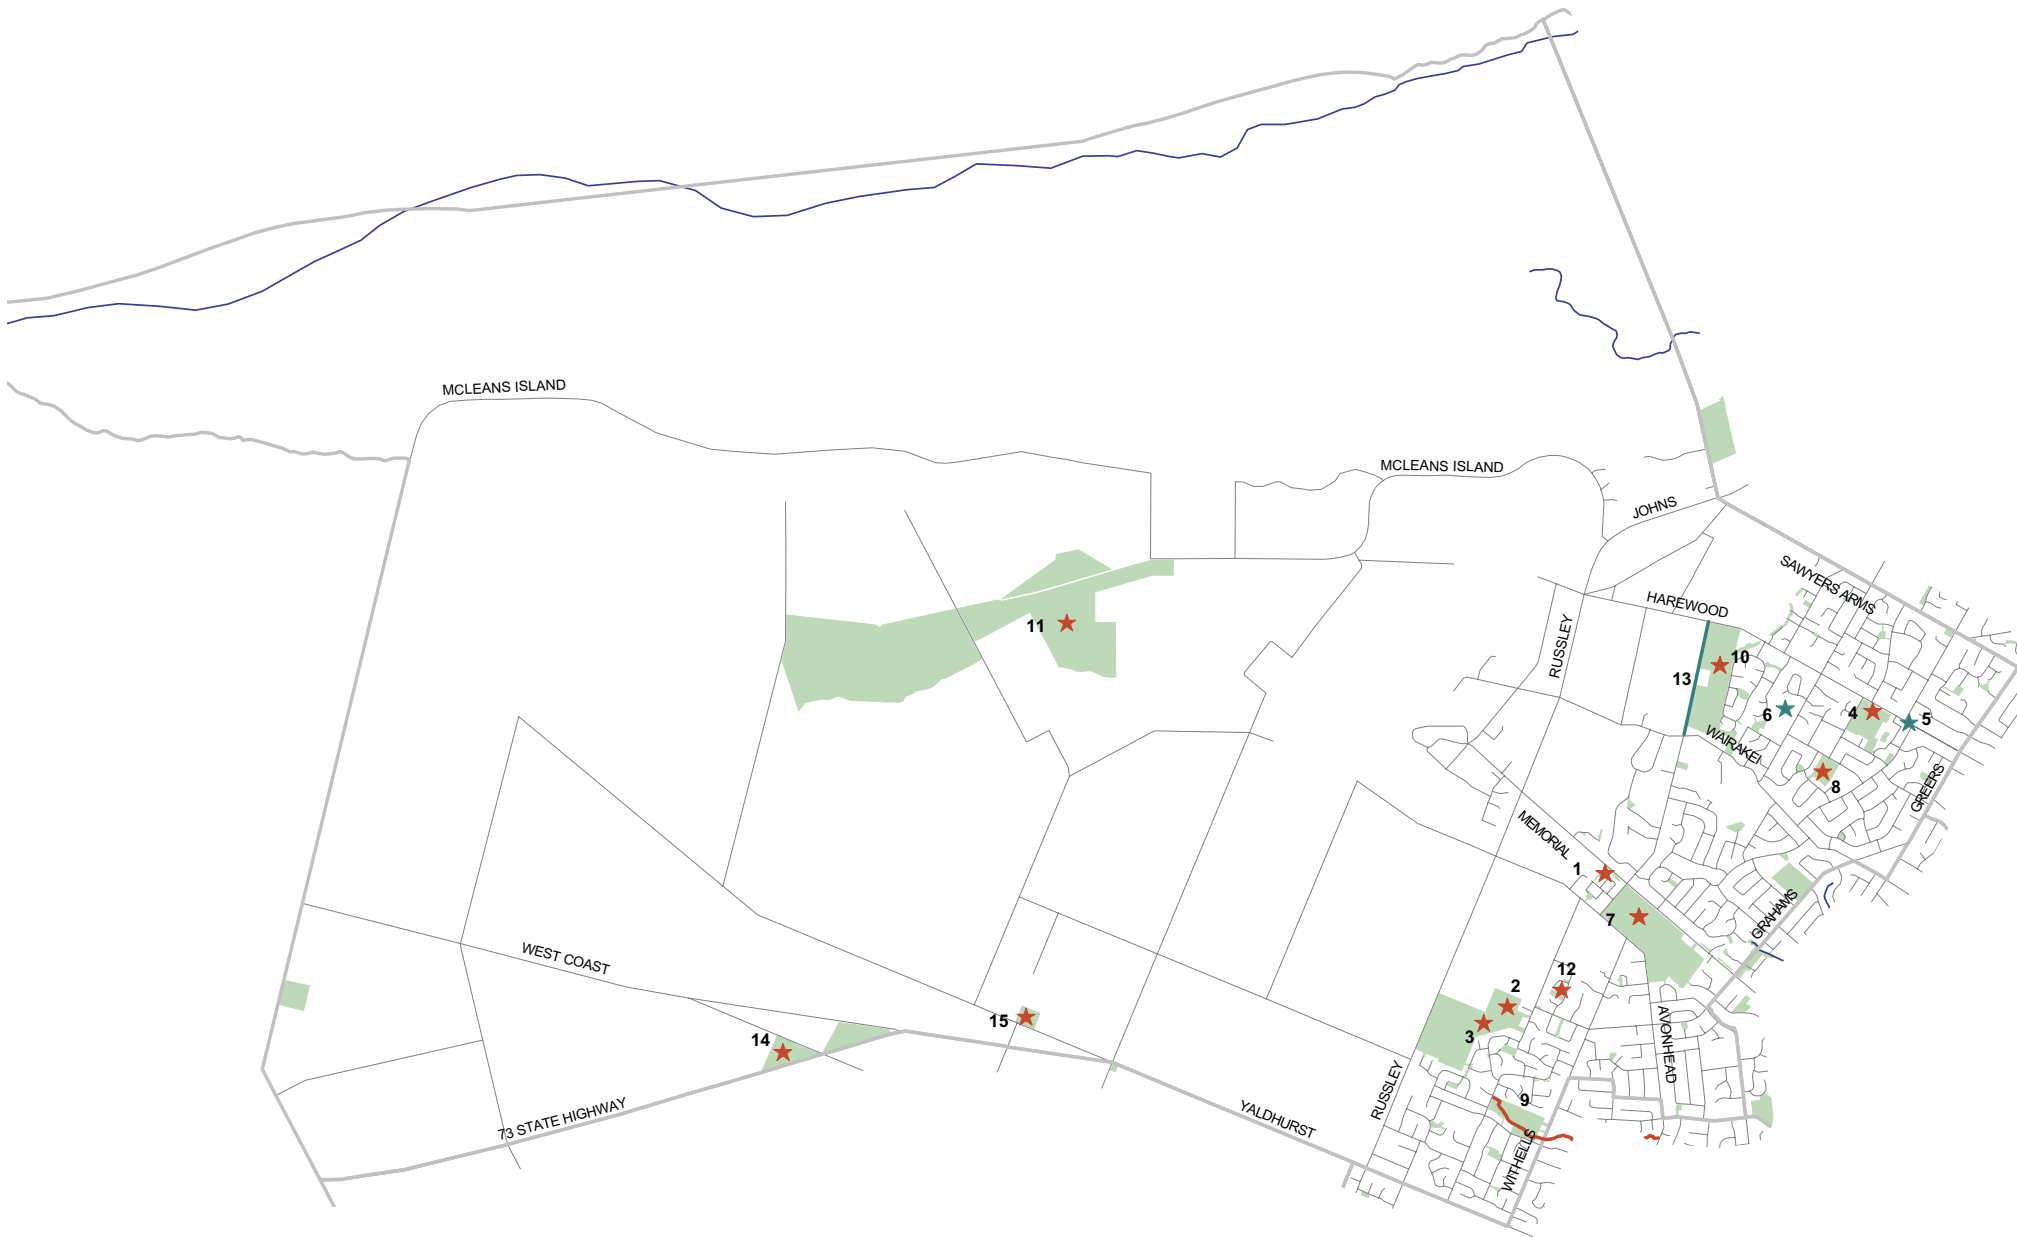 MCLEANS ISLAND
MCLEANS ISLAND
JOHNS
SAWYERS ARMS
HAREWOOD
RUSSLEY
11
10
13
6
4
5
WAIRAKEI
8
GREERS
MEMORIAL
1
7
GRAHAMS
WEST COAST
12
2
15
3
14
AVONHEAD
RUSSLEY
9
73 STATE HIGHWAY
YALDHURST
WITHELLS